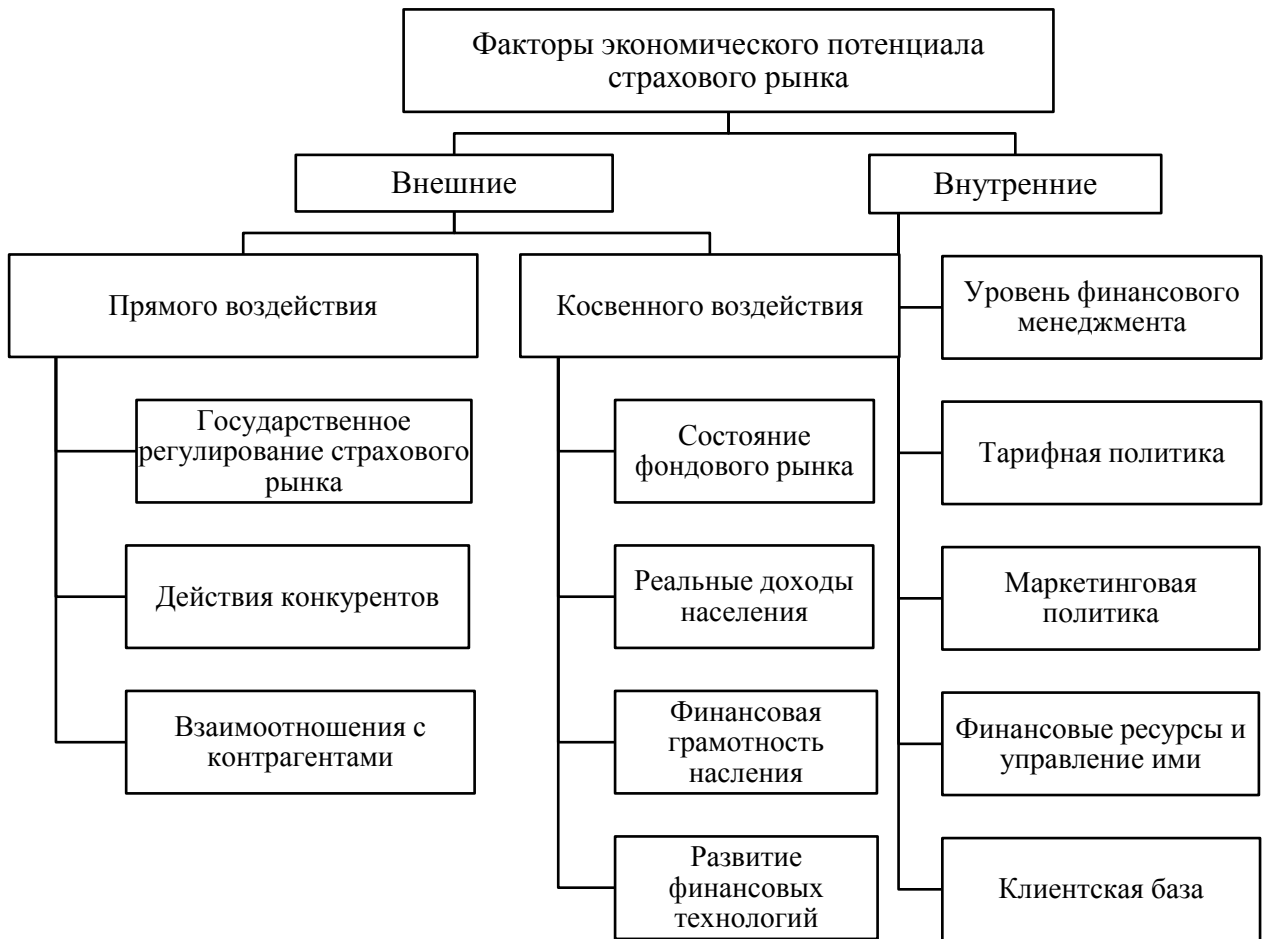 Факторы экономического потенциала
страхового рынка
Внешние
Внутренние
Прямого воздействия
Косвенного воздействия
Уровень финансового
менеджмента
Государственное
регулирование страхового
рынка
Состояние
фондового рынка
Тарифная политика
Действия конкурентов
Реальные доходы
населения
Маркетинговая
политика
Взаимоотношения с
контрагентами
Финансовая
грамотность
насления
Финансовые ресурсы и
управление ими
Развитие
финансовых
технологий
Клиентская база